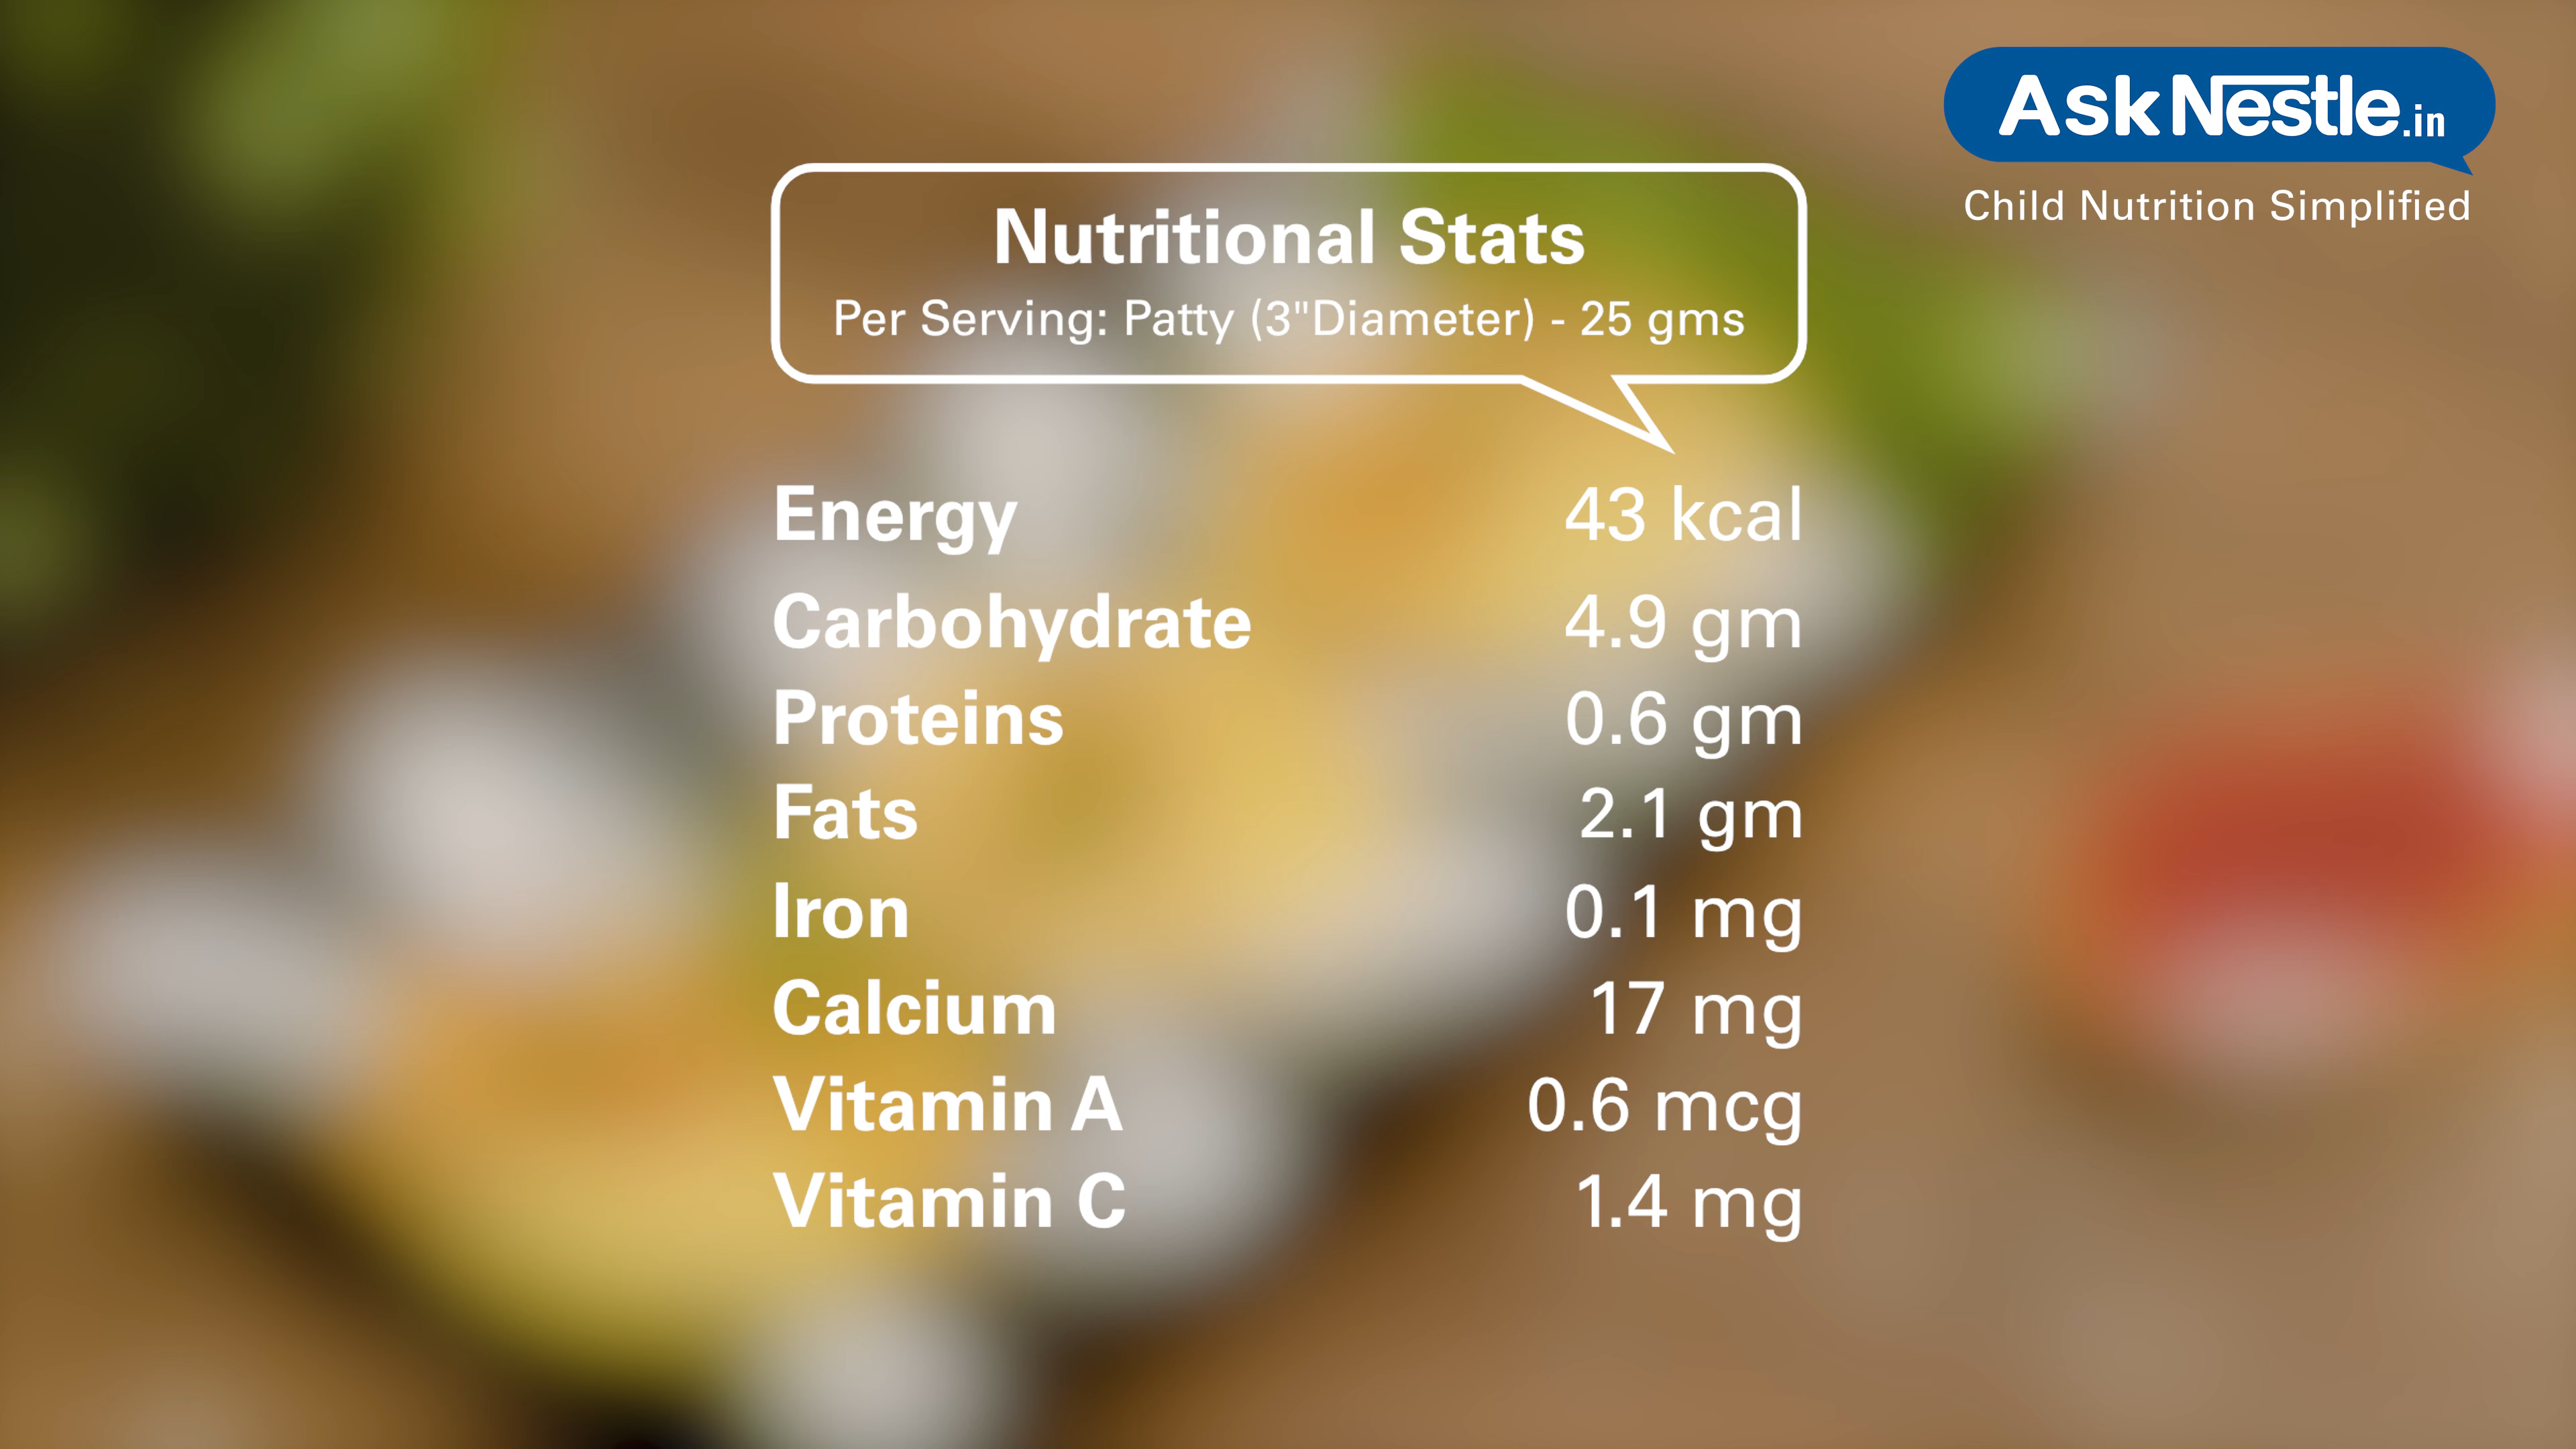 AskNestle.in
Child Nutrition Simplified
Nutritional Stats
Per Serving: Patty (3"Diameter) - 25 gms
Energy 43 kcal
Carbohydrate 4.9 gm
Proteins 0.6 gm
Fats 2.1 gm
Iron 0.1 mg
Calcium 17 mg
Vitamin A 0.6 mcg
Vitamin C 1.4 mg